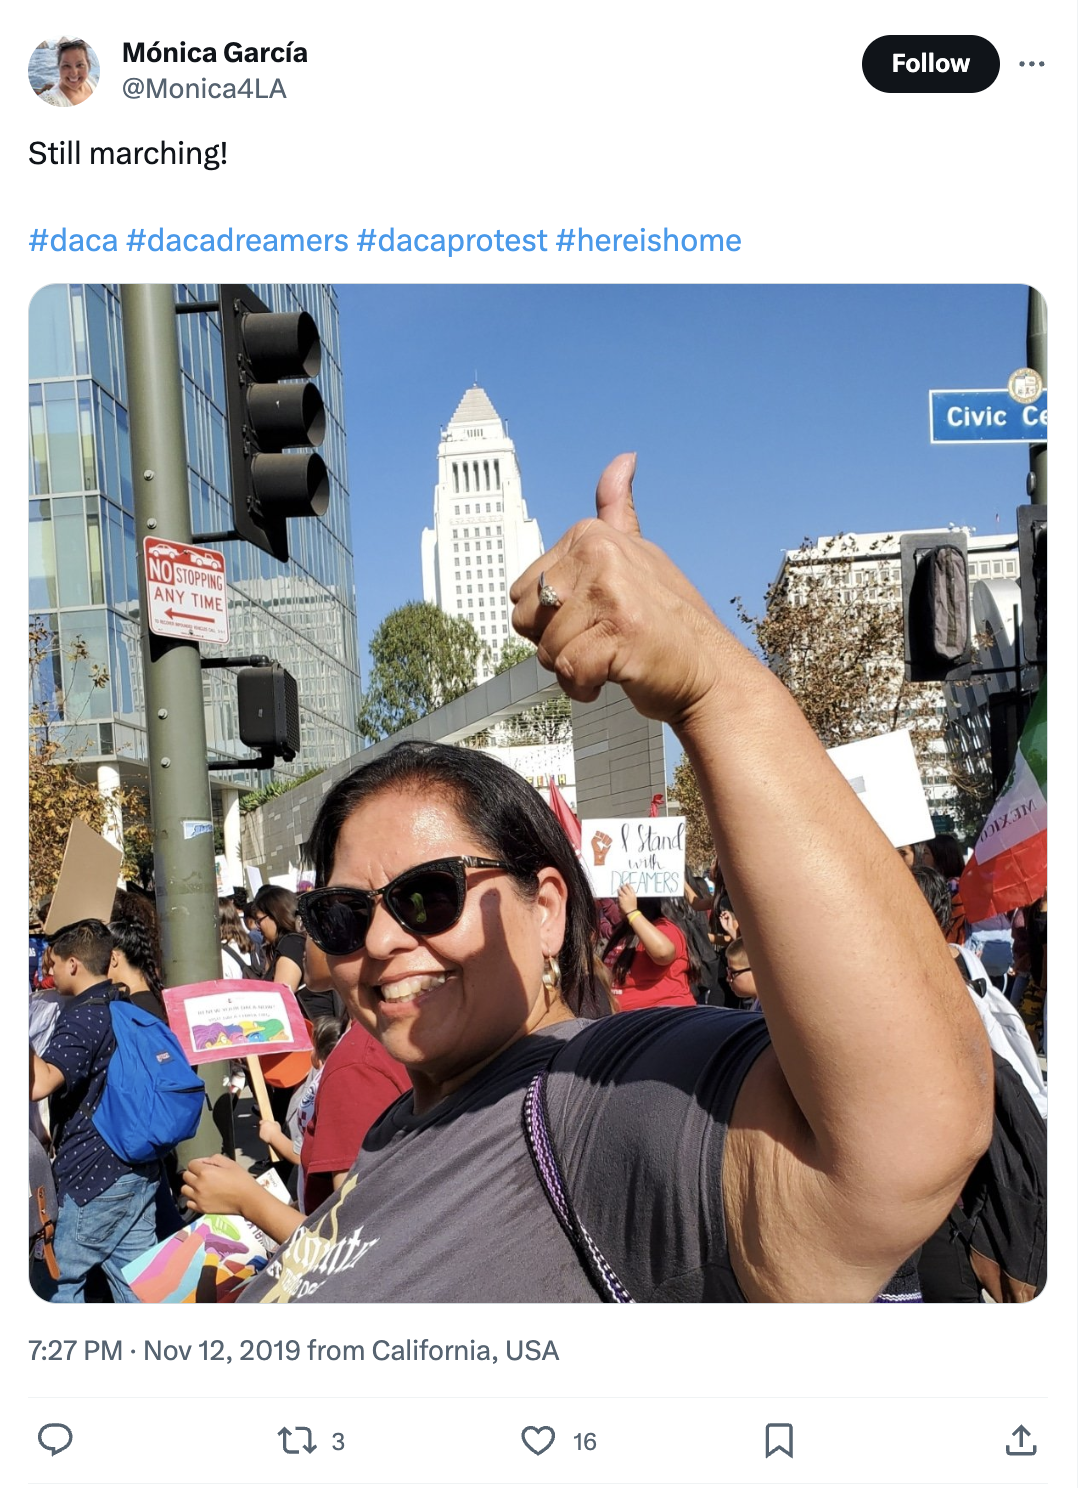 Mónica García
@Monica4LA
Follow
Still marching!
#daca #dacadreamers #dacaprotest #hereishome
Civic Ce
NO STOPPING
ANY TIME
I Stand
with
DREAMERS
MEXICO
7:27 PM · Nov 12, 2019 from California, USA
3
16